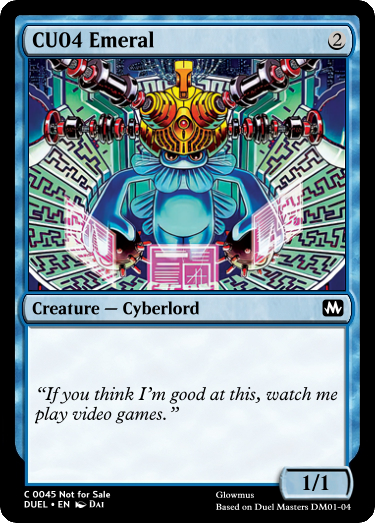 CU04 Emeral 2
Creature — Cyberlord
“If you think I’m good at this, watch me
play video games.”
1/1
C 0045 Not for Sale
DUEL • EN DAI
Glowmus
Based on Duel Masters DM01-04